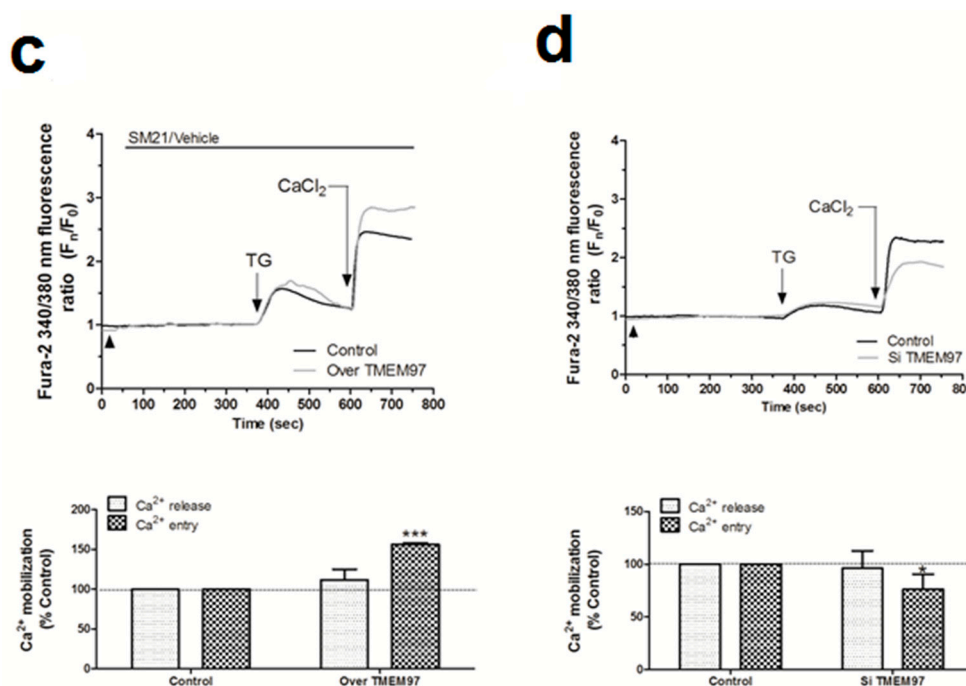 c
SM21/Vehicle
Fura-2 340/380 nm fluorescence
ratio (Fn/F0)
4
3
2
1
0
CaCl2
TG
Control
Over TMEM97
0 100 200 300 400 500 600 700 800
Time (sec)
Ca2+ mobilization
(% Control)
200
150
100
50
0
Ca2+ release
Ca2+ entry
***
Control Over TMEM97
d
Fura-2 340/380 nm fluorescence
ratio (Fn/F0)
4
3
2
1
0
CaCl2
TG
Control
Si TMEM97
0 100 200 300 400 500 600 700 800
Time (sec)
Ca2+ mobilization
(% Control)
150
100
50
0
Ca2+ release
Ca2+ entry
*
Control Si TMEM97